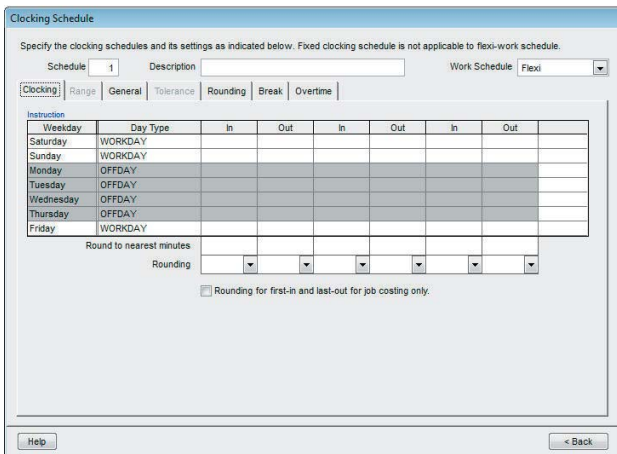 Clocking Schedule
Specify the clocking schedules and its settings as indicated below. Fixed clocking schedule is not applicable to flexi-work schedule.
Schedule 1 Description Work Schedule Flexi
Clocking Range General Tolerance Rounding Break Overtime
Instruction
Weekday Day Type In Out In Out In Out
Saturday WORKDAY
Sunday WORKDAY
Monday OFFDAY
Tuesday OFFDAY
Wednesday OFFDAY
Thursday OFFDAY
Friday WORKDAY
Round to nearest minutes
Rounding
Rounding for first-in and last-out for job costing only.
Help < Back